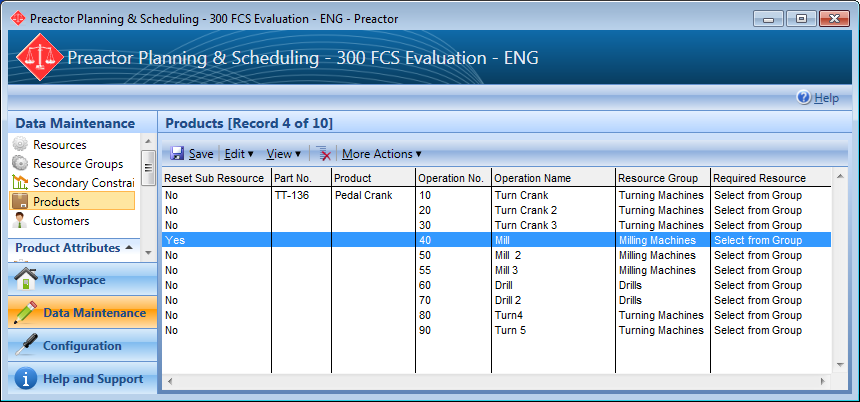 Preactor Planning & Scheduling - 300 FCS Evaluation - ENG - Preactor
Preactor Planning & Scheduling - 300 FCS Evaluation - ENG
Help
Data Maintenance
Resources
Resource Groups
Secondary Constrai
Products
Customers
Product Attributes
Workspace
Data Maintenance
Configuration
Help and Support
Products [Record 4 of 10]
Save Edit View More Actions
Reset Sub Resource Part No. Product Operation No. Operation Name Resource Group Required Resource
No TT-136 Pedal Crank 10 Turn Crank Turning Machines Select from Group
No 20 Turn Crank 2 Turning Machines Select from Group
No 30 Turn Crank 3 Turning Machines Select from Group
Yes 40 Mill Milling Machines Select from Group
No 50 Mill 2 Milling Machines Select from Group
No 55 Mill 3 Milling Machines Select from Group
No 60 Drill Drills Select from Group
No 70 Drill 2 Drills Select from Group
No 80 Turn4 Turning Machines Select from Group
No 90 Turn 5 Turning Machines Select from Group